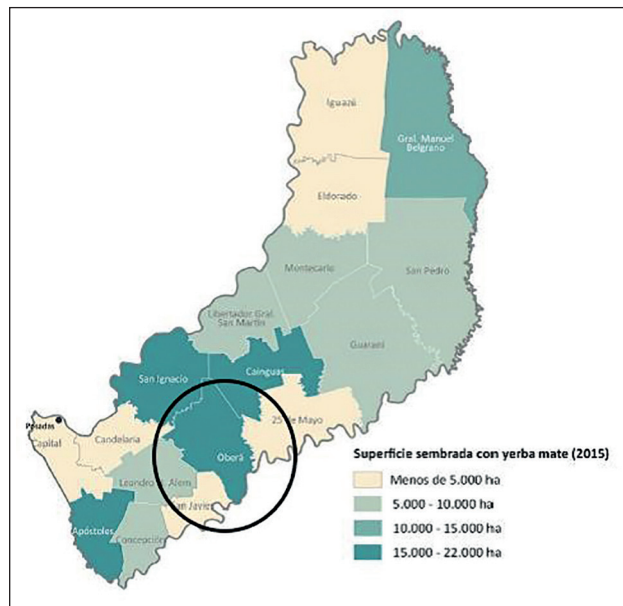 Iguazú
Gral. Manuel
Belgrano
Eldorado
Montecarlo
San Pedro
Libertador Gral.
San Martín
Guaraní
San Ignacio
Cainguas
25 de Mayo
Posadas
Capital
Candelaria
Oberá
Leandro N. Alem
San Javier
Apóstoles
Concepción
Superficie sembrada con yerba mate (2015)
Menos de 5.000 ha
5.000 - 10.000 ha
10.000 - 15.000 ha
15.000 - 22.000 ha